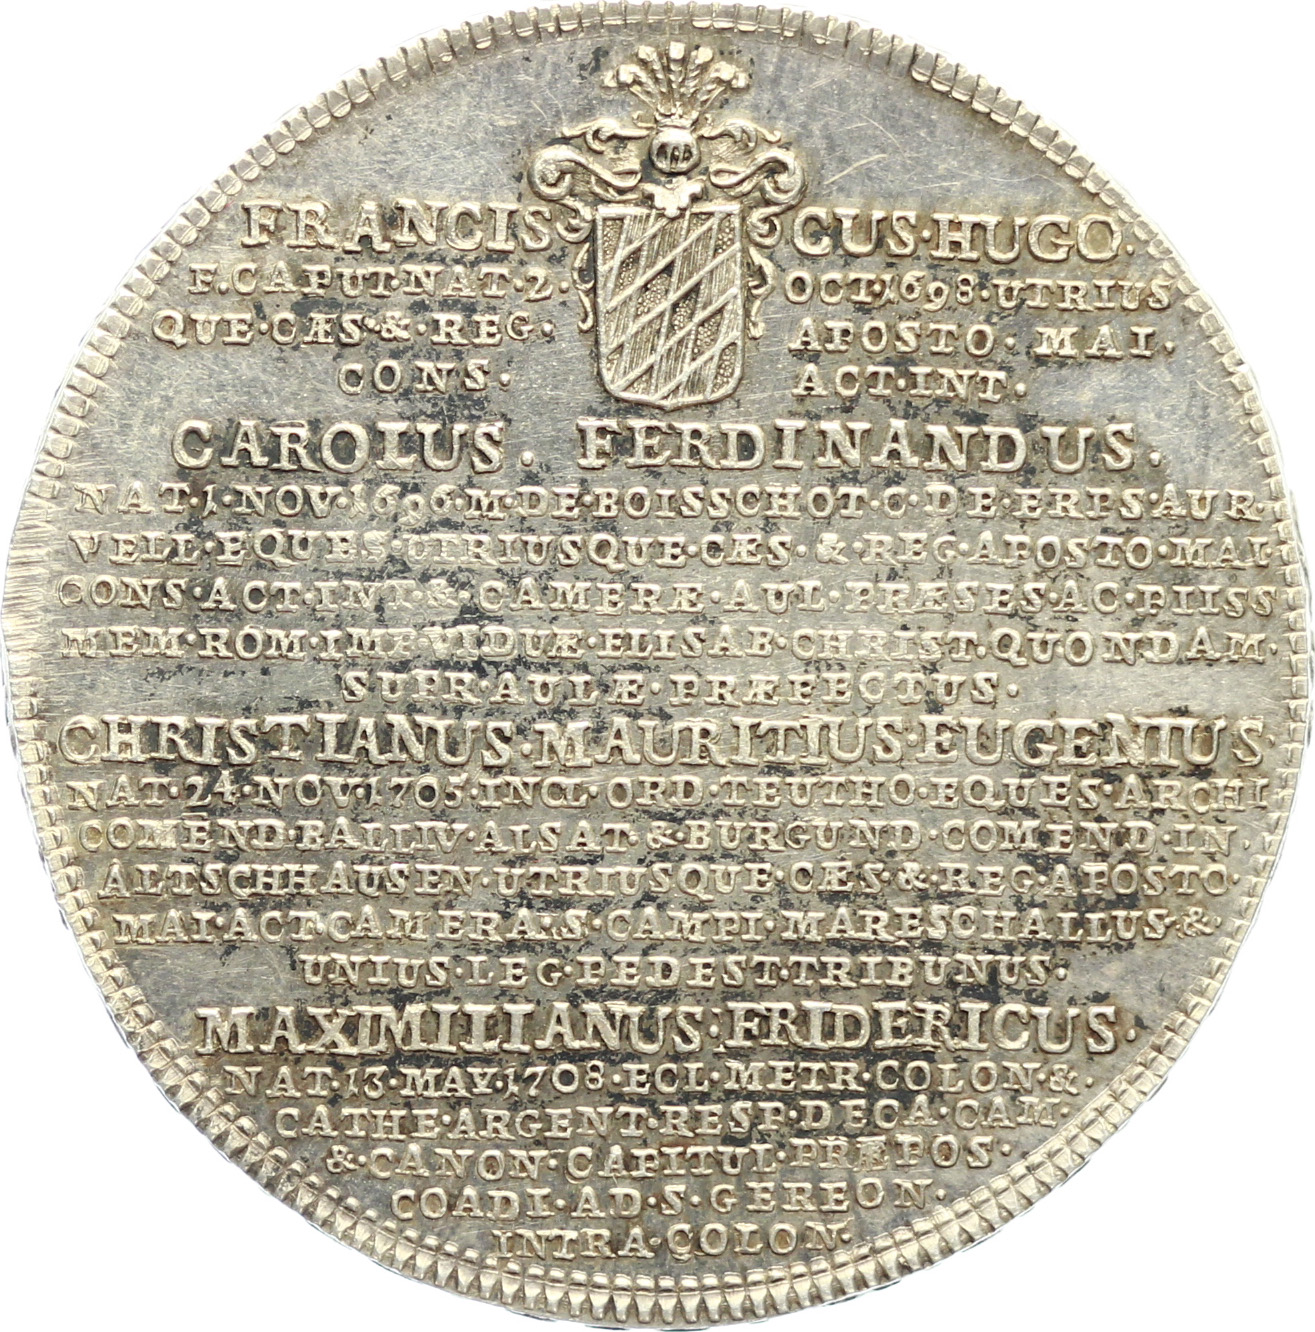 FRANCISCUS·HUGO·
F·CAPUT·NAT·2·OCT·1698·UTRIUS
QUE·CÆS·&·REG·APOSTO·MAI·
CONS·ACT·INT·
CAROLUS·FERDINANDUS·
NAT·1·NOV·1696·M·DE·BOISSCHOT·C·DE·ERPS·AUR·
VELL·EQUES·UTRIUSQUE·CÆS·&·REG·APOSTO·MAI·
CONS·ACT·INT·&·CAMERÆ·AUL·PRÆSES·AC·PIISS
MEM·ROM·IMP·VIDUÆ·ELISAB·CHRIST·QUONDAM·
SUPR·AULÆ·PRÆFECTUS·
CHRISTIANUS·MAURITIUS·EUGENIUS·
NAT·24·NOV·1705·INCL·ORD·TEUTHO·EQUES·ARCHI
COMEND·BALLIV·ALSAT·&·BURGUND·COMEND·IN·
ALTSCHHAUSEN·UTRIUSQUE·CÆS·&·REG·APOSTO·
MAI·ACT·CAMERA:S·CAMPI·MARESCHALLUS·&·
UNIUS·LEG·PEDEST·TRIBUNUS·
MAXIMILIANUS·FRIDERICUS·
NAT·13·MAY·1708·ECL·METR·COLON·&·
CATHE·ARGENT·RESP·DECA·CAM·
&·CANON·CAPITUL·PRÆPOS·
COADI·AD·S·GEREON·
INTRA·COLON·